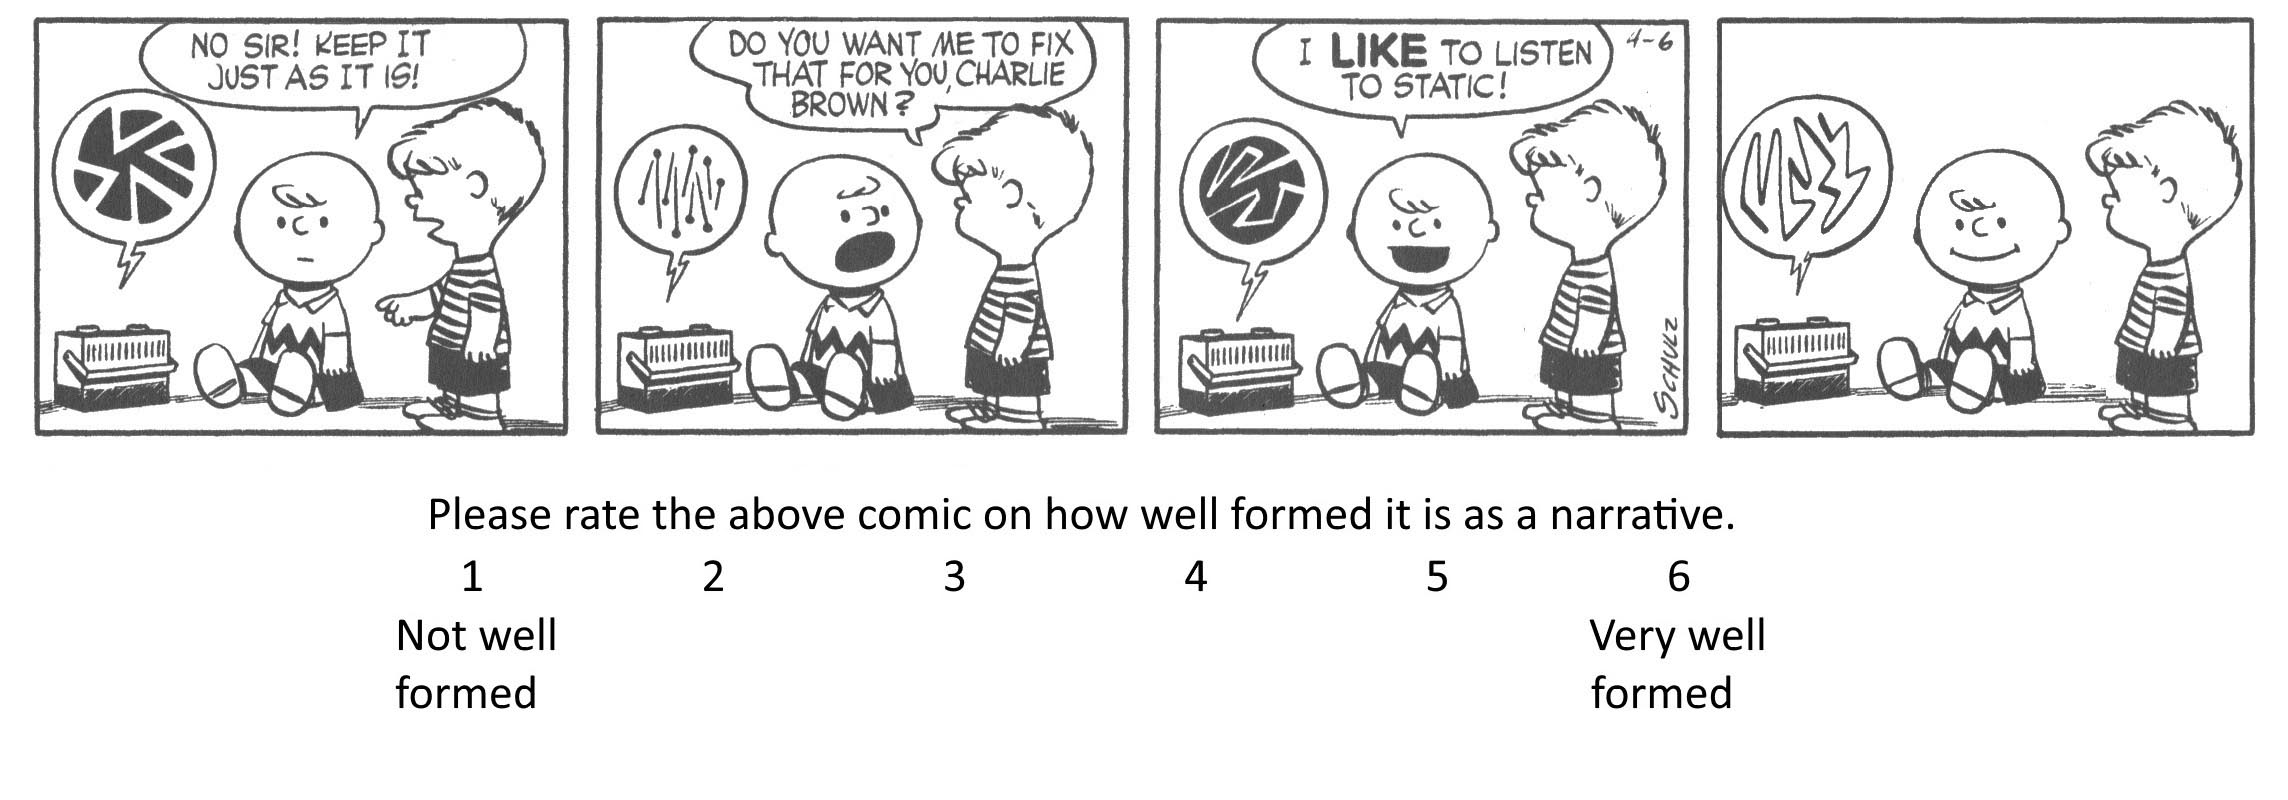 NO SIR! KEEP IT
JUST AS IT IS!
DO YOU WANT ME TO FIX
THAT FOR YOU, CHARLIE
BROWN?
I LIKE TO LISTEN
TO STATIC!
4-6
SCHULZ
Please rate the above comic on how well formed it is as a narrative.
1 2 3 4 5 6
Not well
formed
Very well
formed